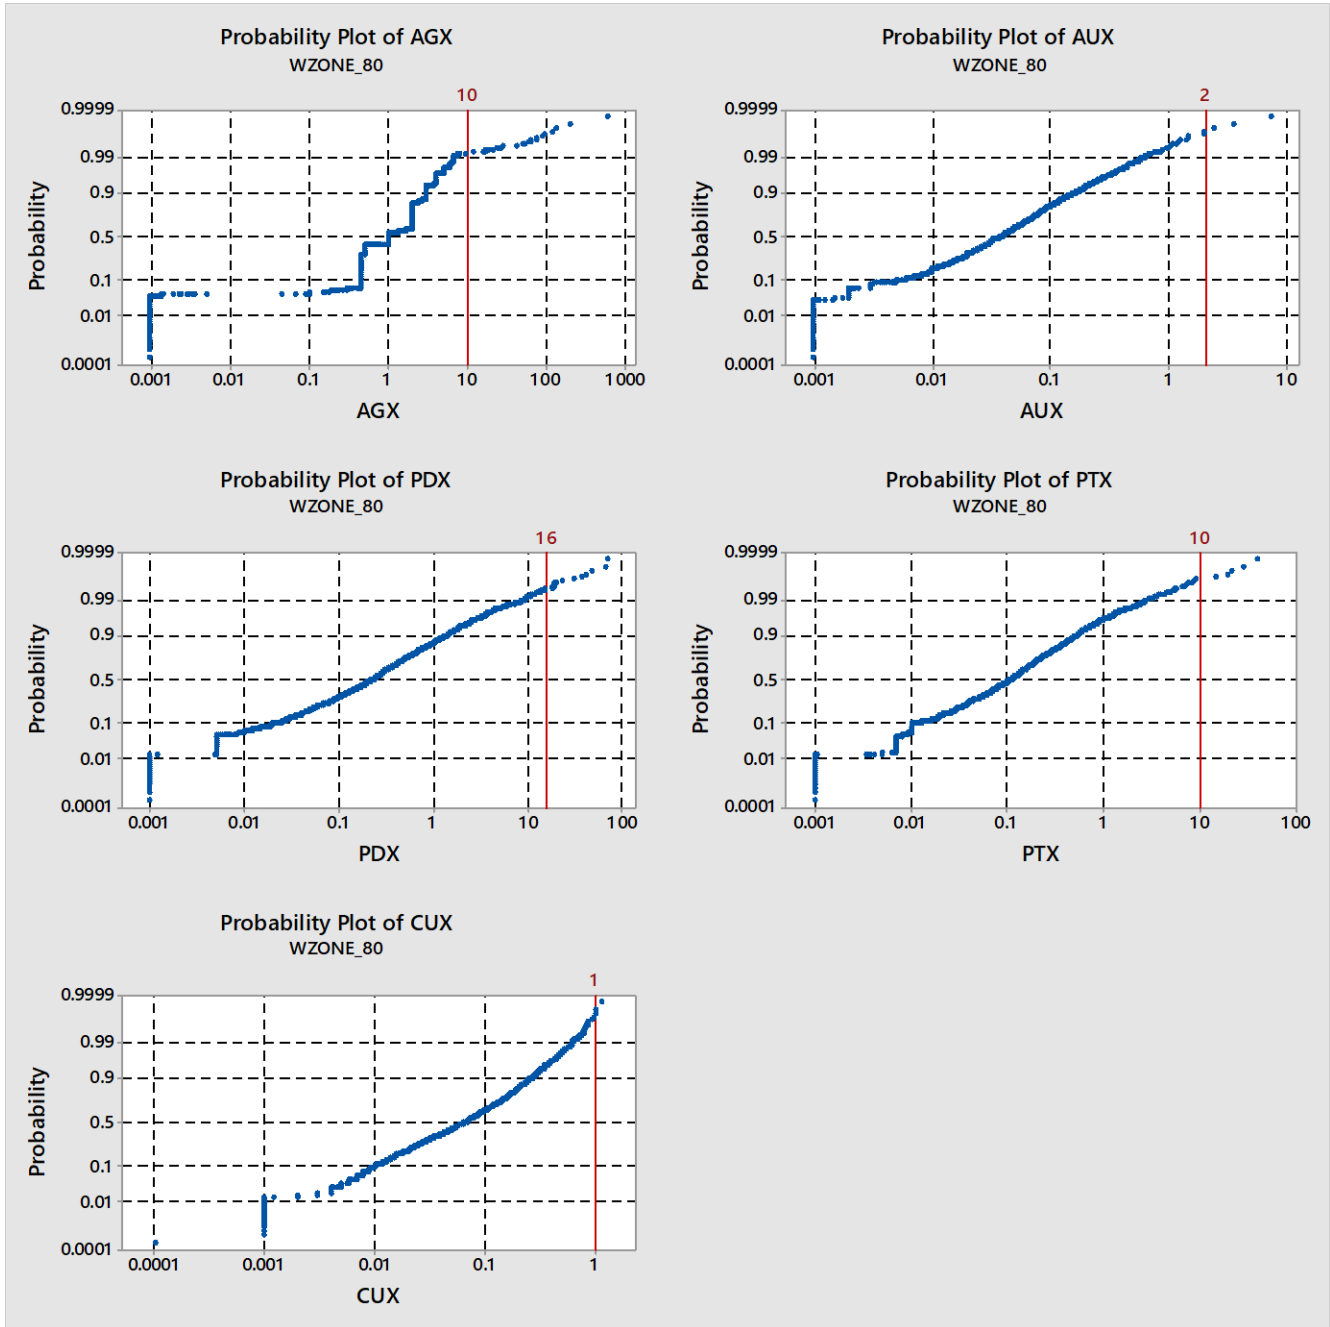 Probability Plot of AGX
WZONE_80
10
0.9999
0.99
0.9
0.5
0.1
0.01
0.0001
Probability
0.001 0.01 0.1 1 10 100 1000
AGX
Probability Plot of AUX
WZONE_80
2
0.9999
0.99
0.9
0.5
0.1
0.01
0.0001
Probability
0.001 0.01 0.1 1 10
AUX
Probability Plot of PDX
WZONE_80
16
0.9999
0.99
0.9
0.5
0.1
0.01
0.0001
Probability
0.001 0.01 0.1 1 10 100
PDX
Probability Plot of PTX
WZONE_80
10
0.9999
0.99
0.9
0.5
0.1
0.01
0.0001
Probability
0.001 0.01 0.1 1 10 100
PTX
Probability Plot of CUX
WZONE_80
1
0.9999
0.99
0.9
0.5
0.1
0.01
0.0001
Probability
0.0001 0.001 0.01 0.1 1
CUX